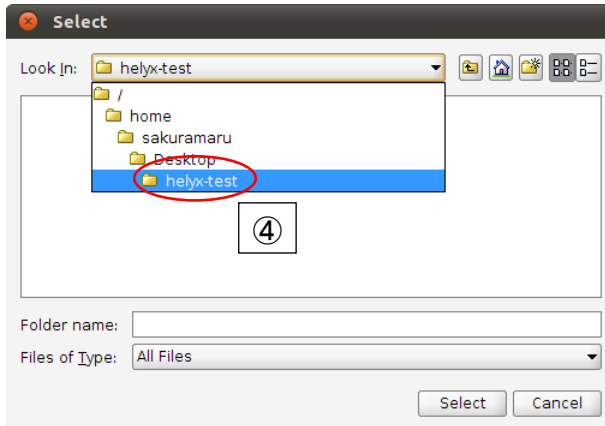 Select
Look In: helyx-test
/
home
sakuramaru
Desktop
helyx-test
④
Folder name:
Files of Type: All Files
Select Cancel